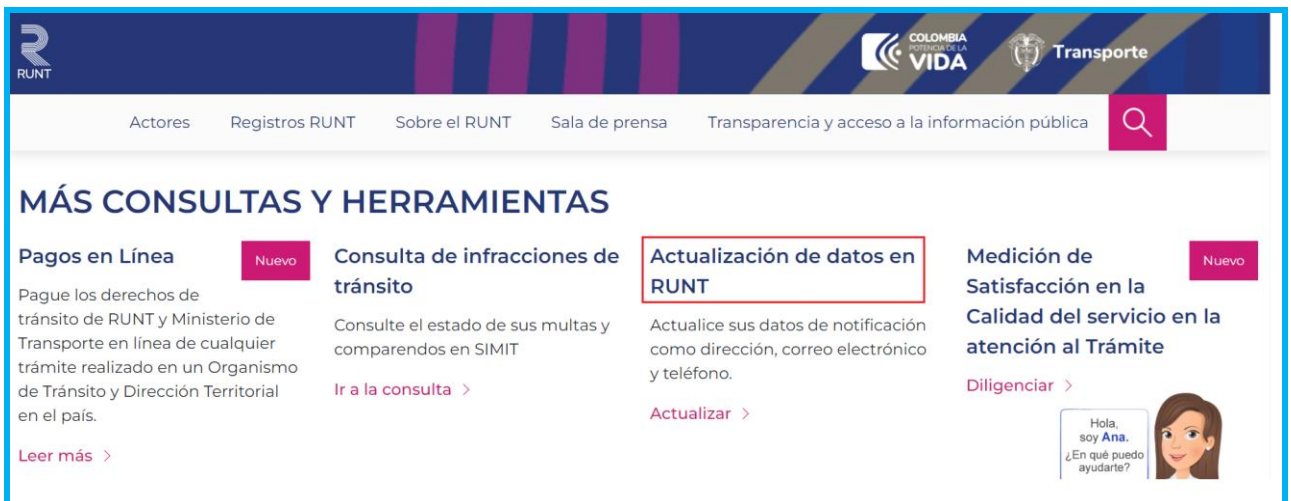 RUNT
COLOMBIA
POTENCIA DE LA
VIDA
Transporte
Actores Registros RUNT Sobre el RUNT Sala de prensa Transparencia y acceso a la información pública
MÁS CONSULTAS Y HERRAMIENTAS
Pagos en Línea
Nuevo
Pague los derechos de
tránsito de RUNT y Ministerio de
Transporte en línea de cualquier
trámite realizado en un Organismo
de Tránsito y Dirección Territorial
en el país.
Leer más >
Consulta de infracciones de
tránsito
Consulte el estado de sus multas y
comparendos en SIMIT
Ir a la consulta >
Actualización de datos en
RUNT
Actualice sus datos de notificación
como dirección, correo electrónico
y teléfono.
Actualizar >
Medición de
Satisfacción en la
Calidad del servicio en la
atención al Trámite
Nuevo
Diligenciar >
Hola,
soy Ana.
¿En qué puedo
ayudarte?